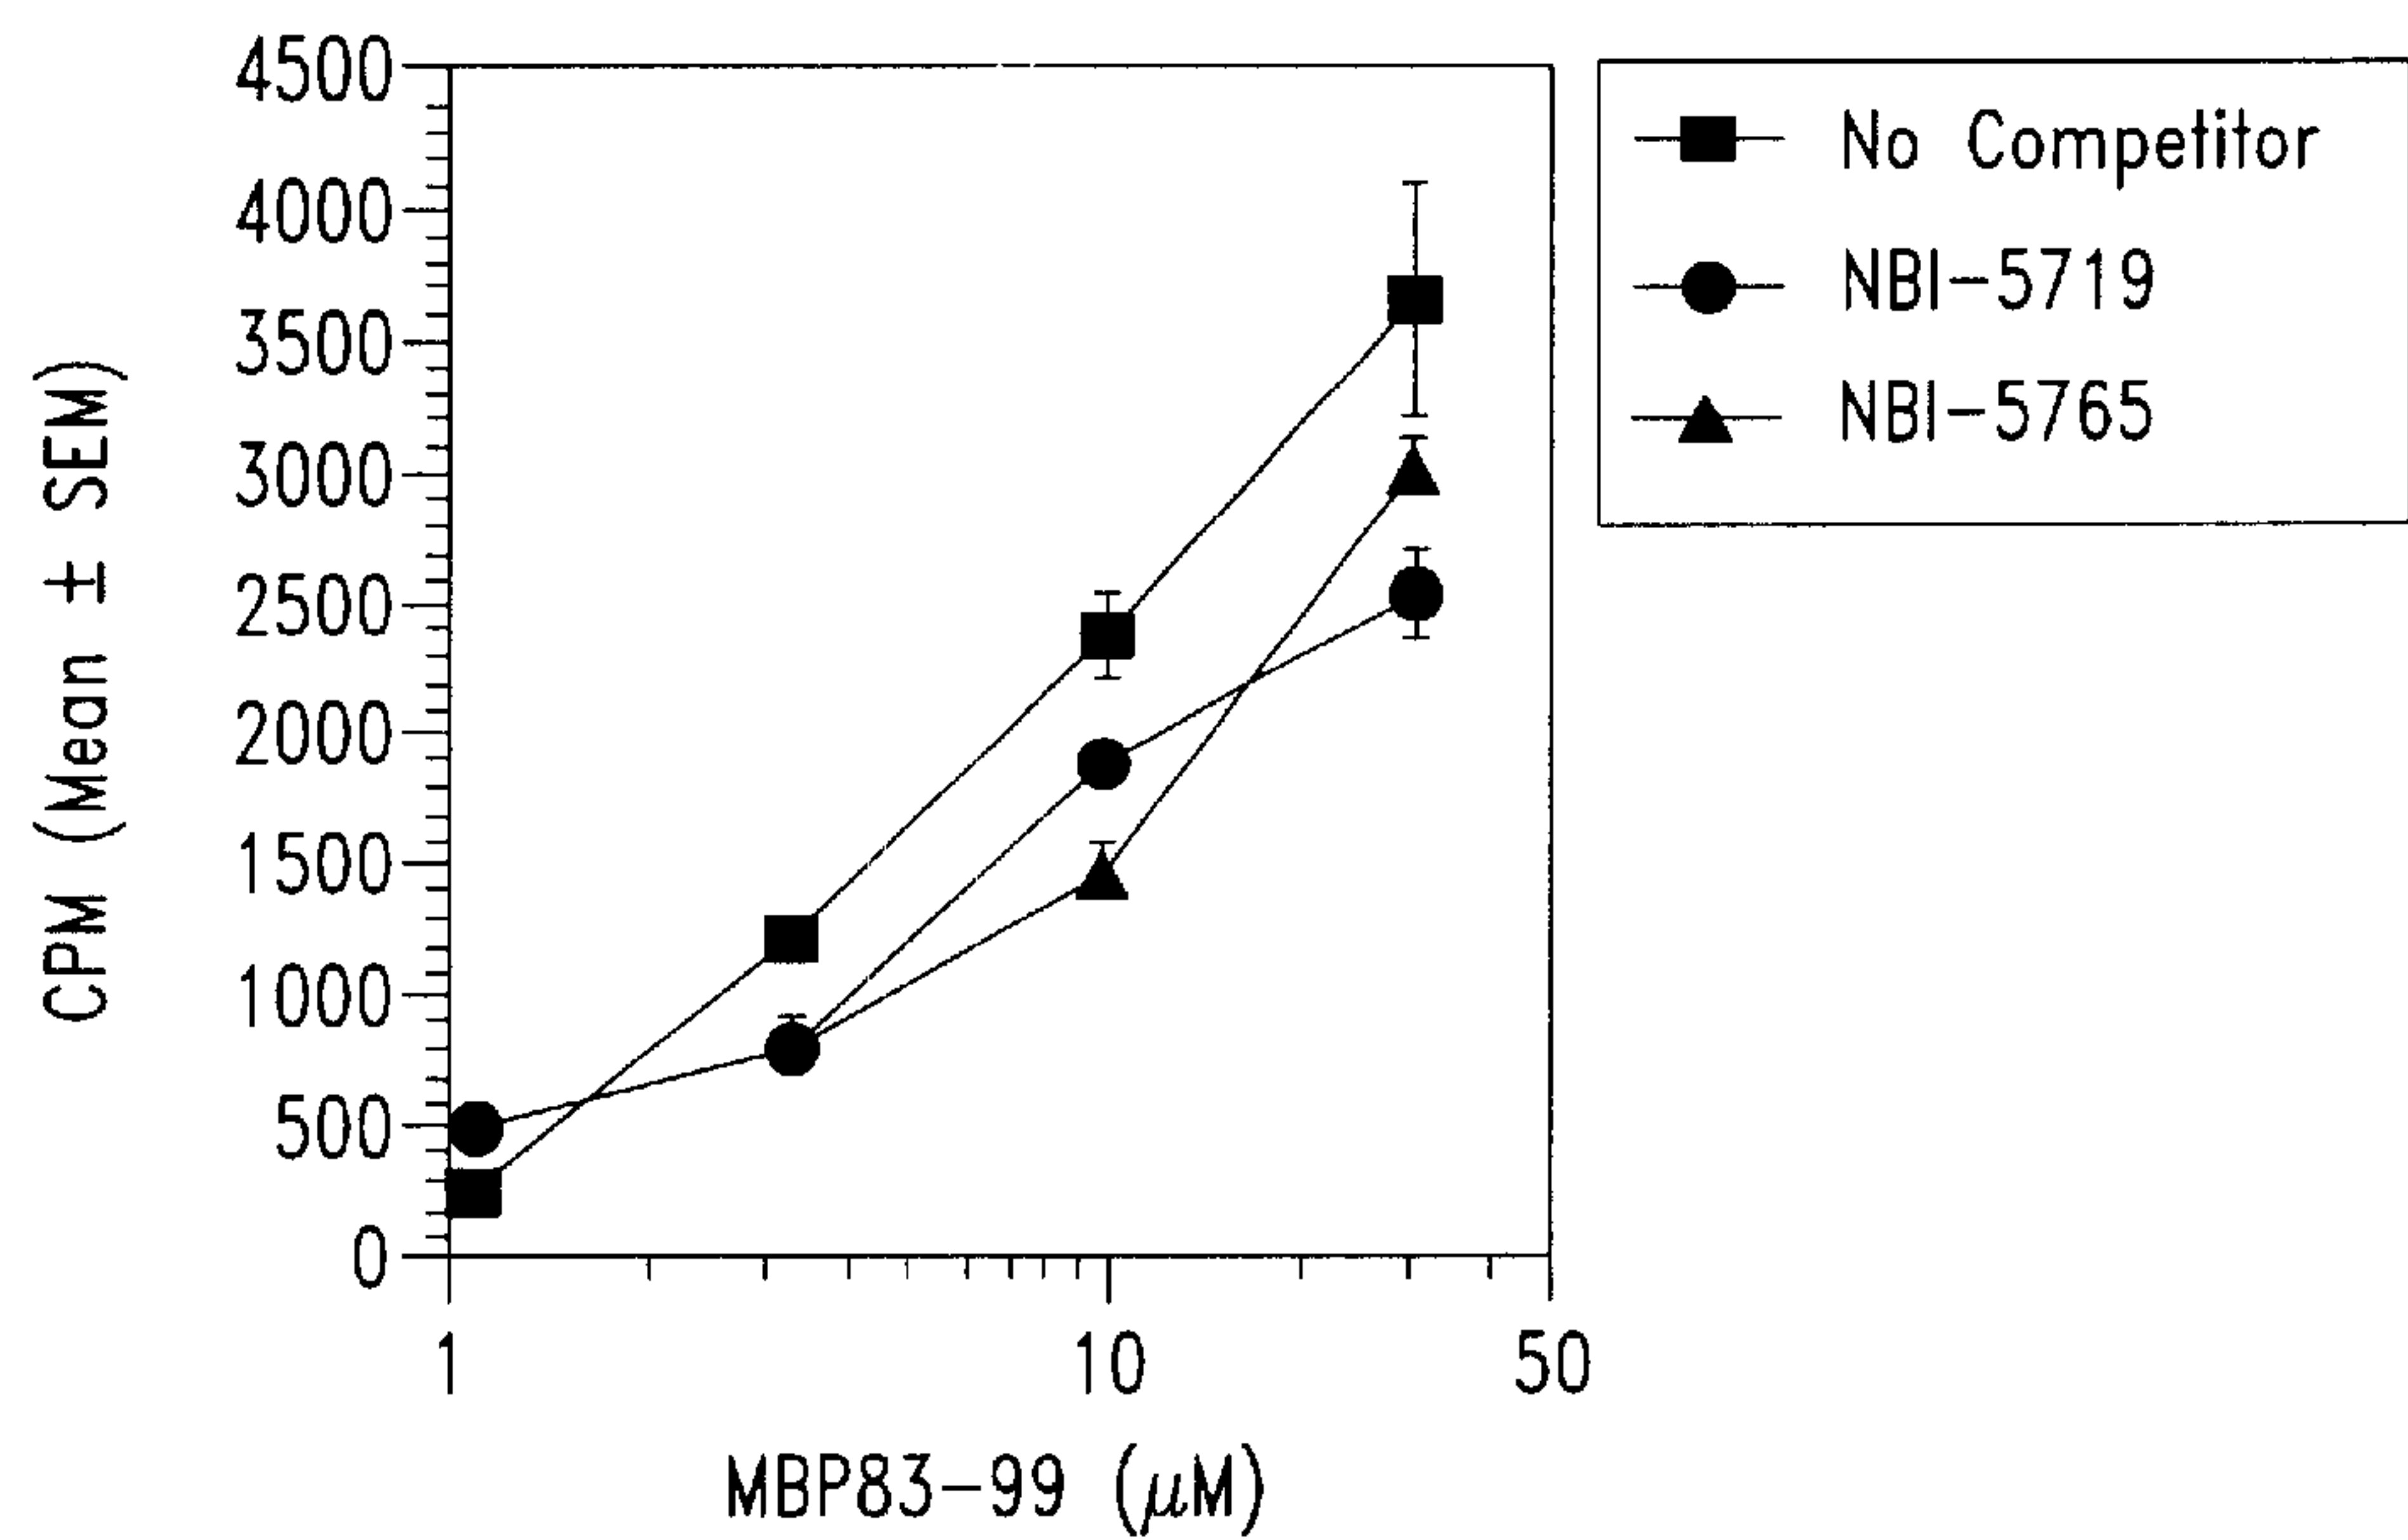 CPM (Mean ± SEM)
4500
4000
3500
3000
2500
2000
1500
1000
500
0
1
10
50
MBP83-99 (μM)
No Competitor
NBI-5719
NBI-5765